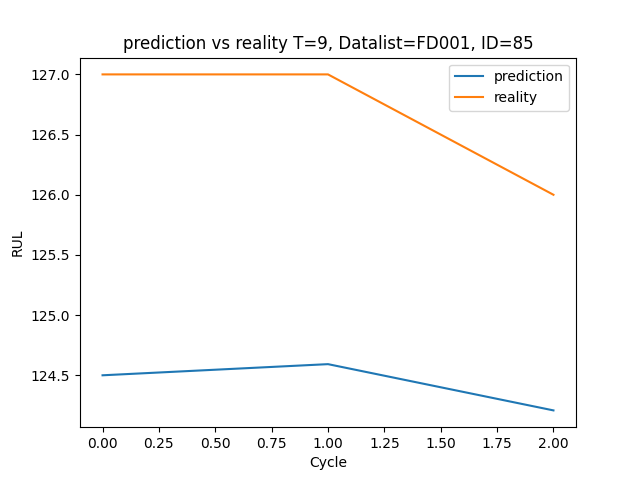 prediction vs reality T=9, Datalist=FD001, ID=85
prediction
reality
127.0
126.5
126.0
125.5
125.0
124.5
RUL
0.00 0.25 0.50 0.75 1.00 1.25 1.50 1.75 2.00
Cycle